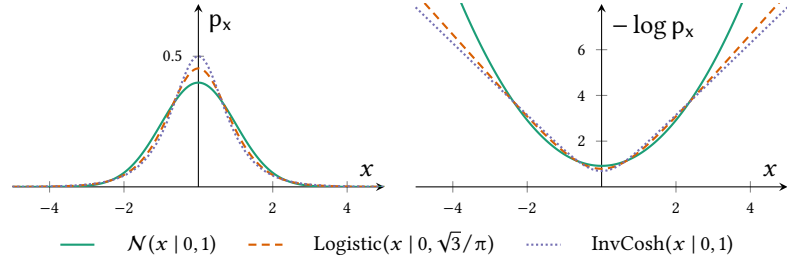 pₓ
0.5
x
−4 −2 2 4
− log pₓ
6
4
2
x
−4 −2 2 4
𝒩(x | 0, 1) Logistic(x | 0, √3/π) InvCosh(x | 0, 1)